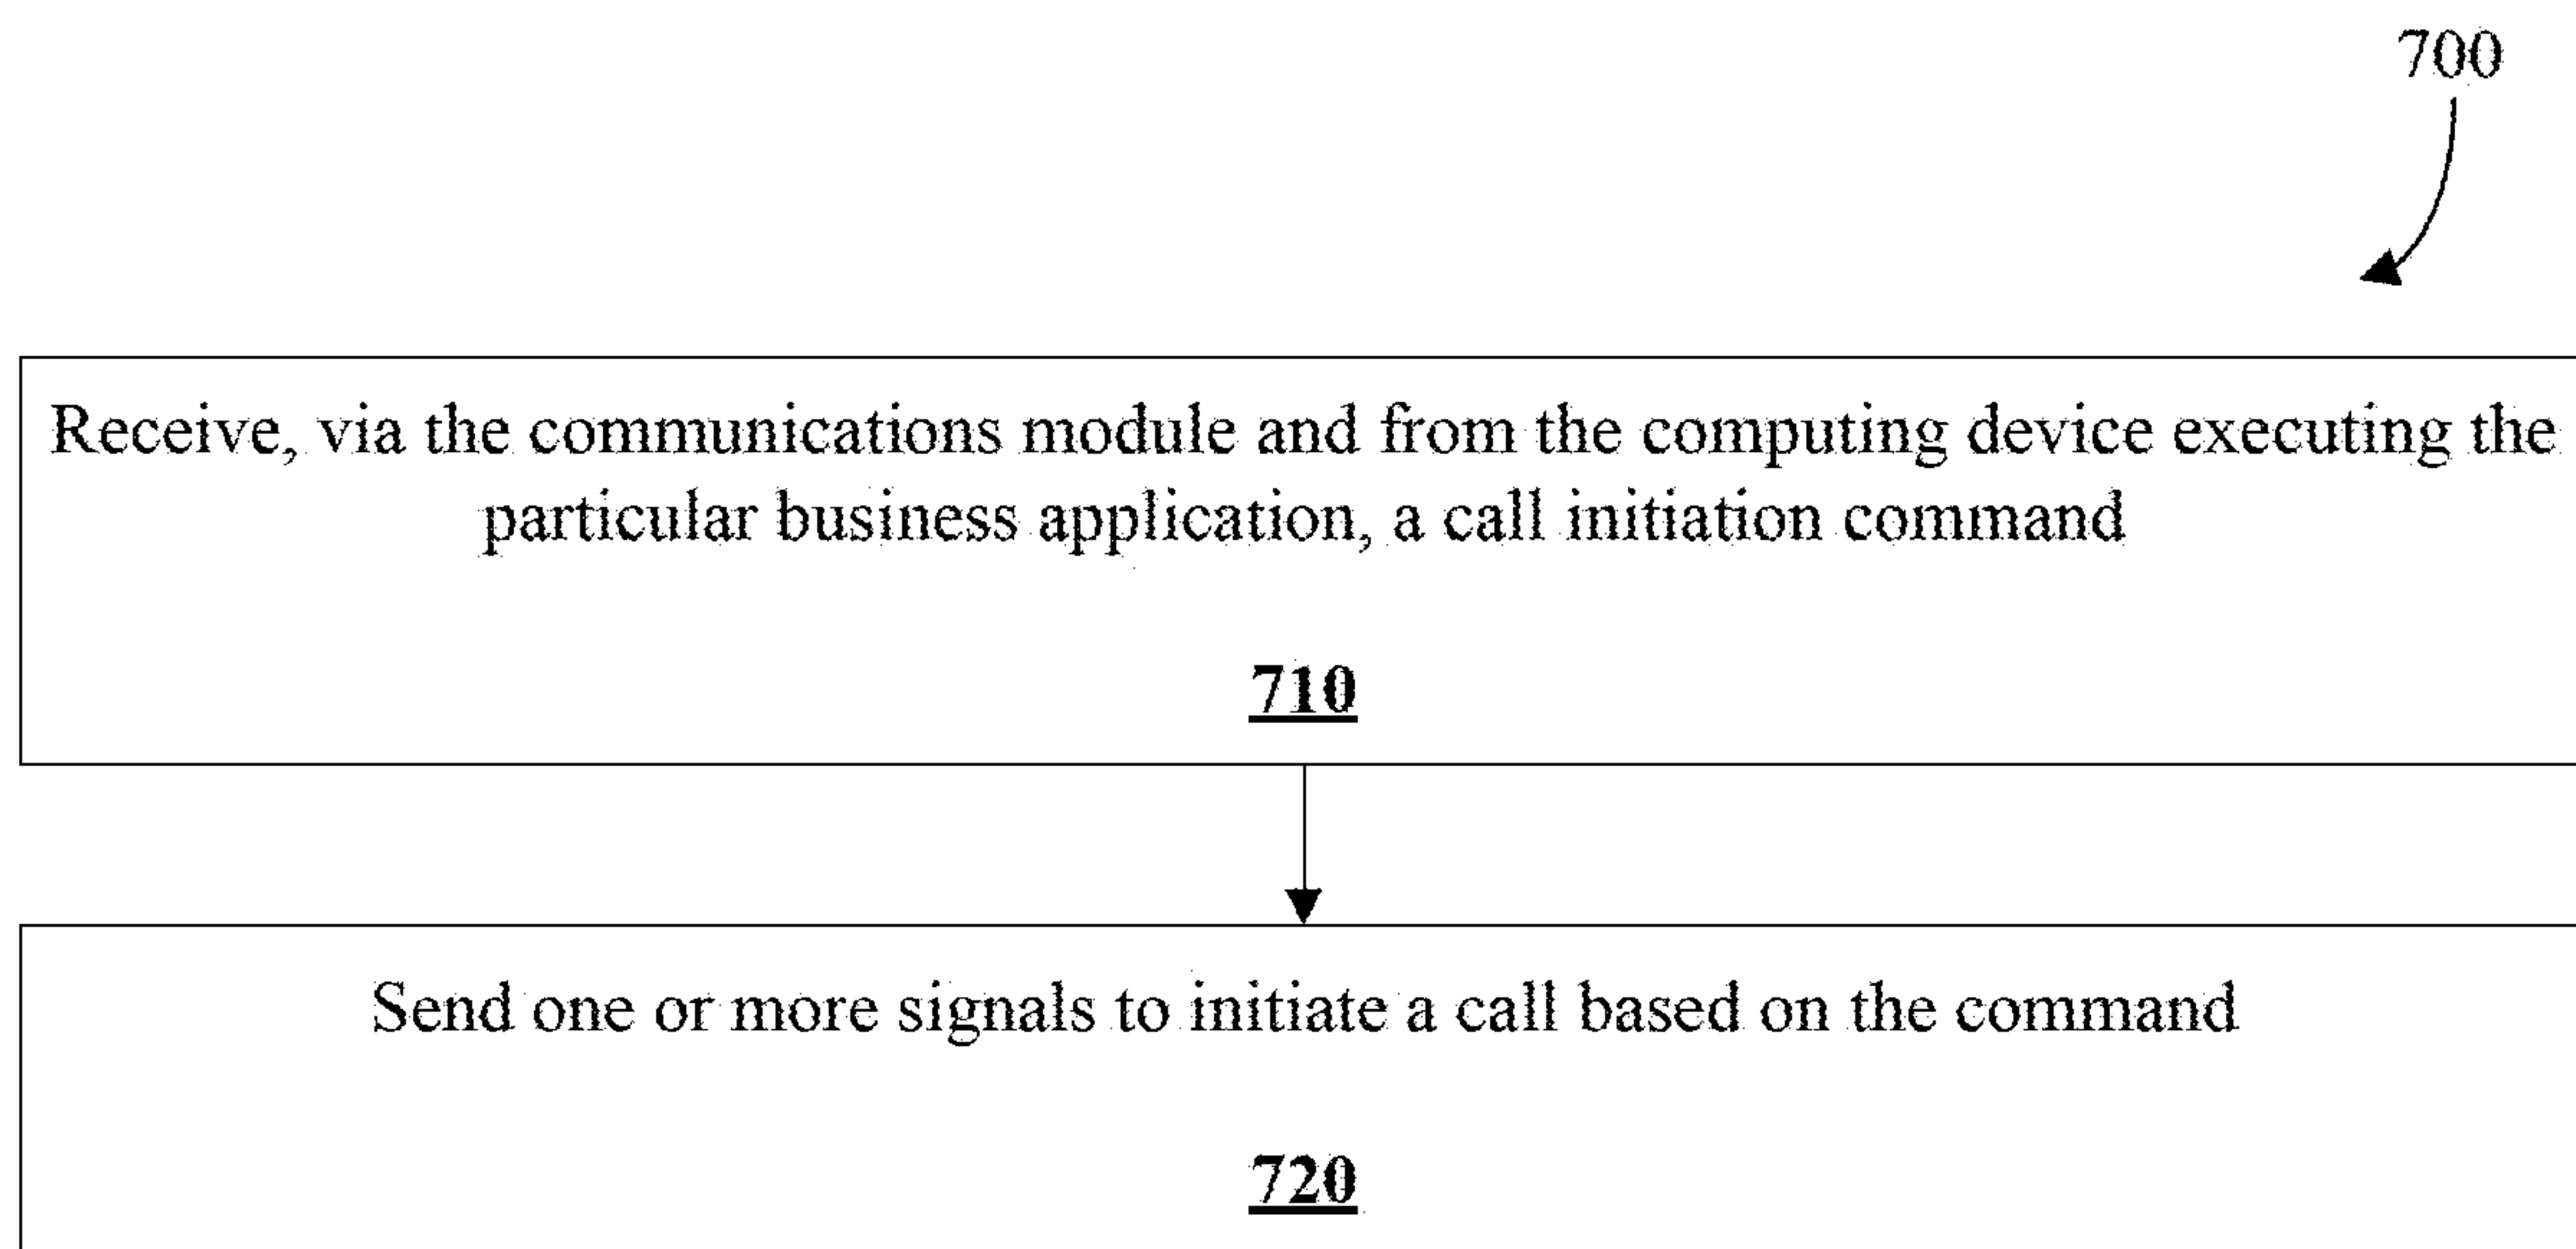 700
Receive, via the communications module and from the computing device executing the
particular business application, a call initiation command
710
Send one or more signals to initiate a call based on the command
720